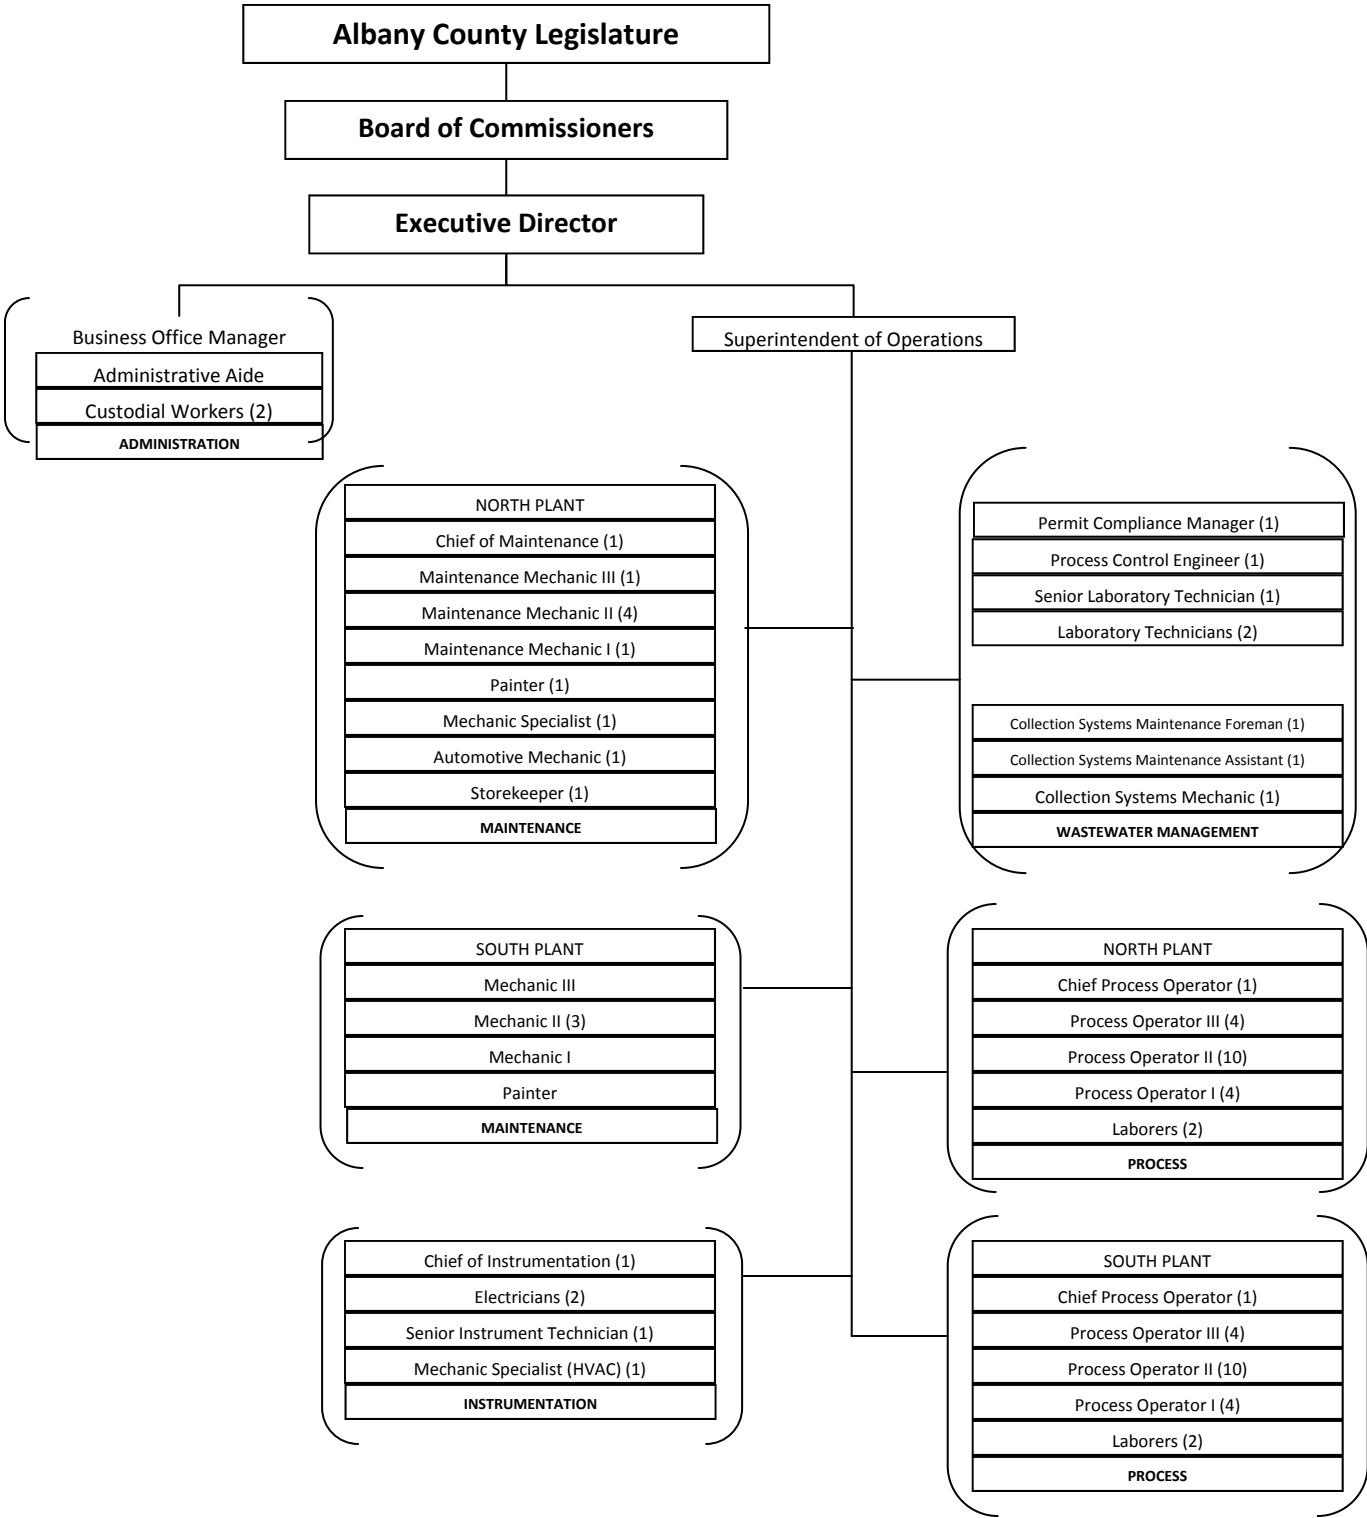 Albany County Legislature
Board of Commissioners
Executive Director
Business Office Manager
Administrative Aide
Custodial Workers (2)
ADMINISTRATION
Superintendent of Operations
NORTH PLANT
Chief of Maintenance (1)
Maintenance Mechanic III (1)
Maintenance Mechanic II (4)
Maintenance Mechanic I (1)
Painter (1)
Mechanic Specialist (1)
Automotive Mechanic (1)
Storekeeper (1)
MAINTENANCE
Permit Compliance Manager (1)
Process Control Engineer (1)
Senior Laboratory Technician (1)
Laboratory Technicians (2)
Collection Systems Maintenance Foreman (1)
Collection Systems Maintenance Assistant (1)
Collection Systems Mechanic (1)
WASTEWATER MANAGEMENT
SOUTH PLANT
Mechanic III
Mechanic II (3)
Mechanic I
Painter
MAINTENANCE
NORTH PLANT
Chief Process Operator (1)
Process Operator III (4)
Process Operator II (10)
Process Operator I (4)
Laborers (2)
PROCESS
Chief of Instrumentation (1)
Electricians (2)
Senior Instrument Technician (1)
Mechanic Specialist (HVAC) (1)
INSTRUMENTATION
SOUTH PLANT
Chief Process Operator (1)
Process Operator III (4)
Process Operator II (10)
Process Operator I (4)
Laborers (2)
PROCESS